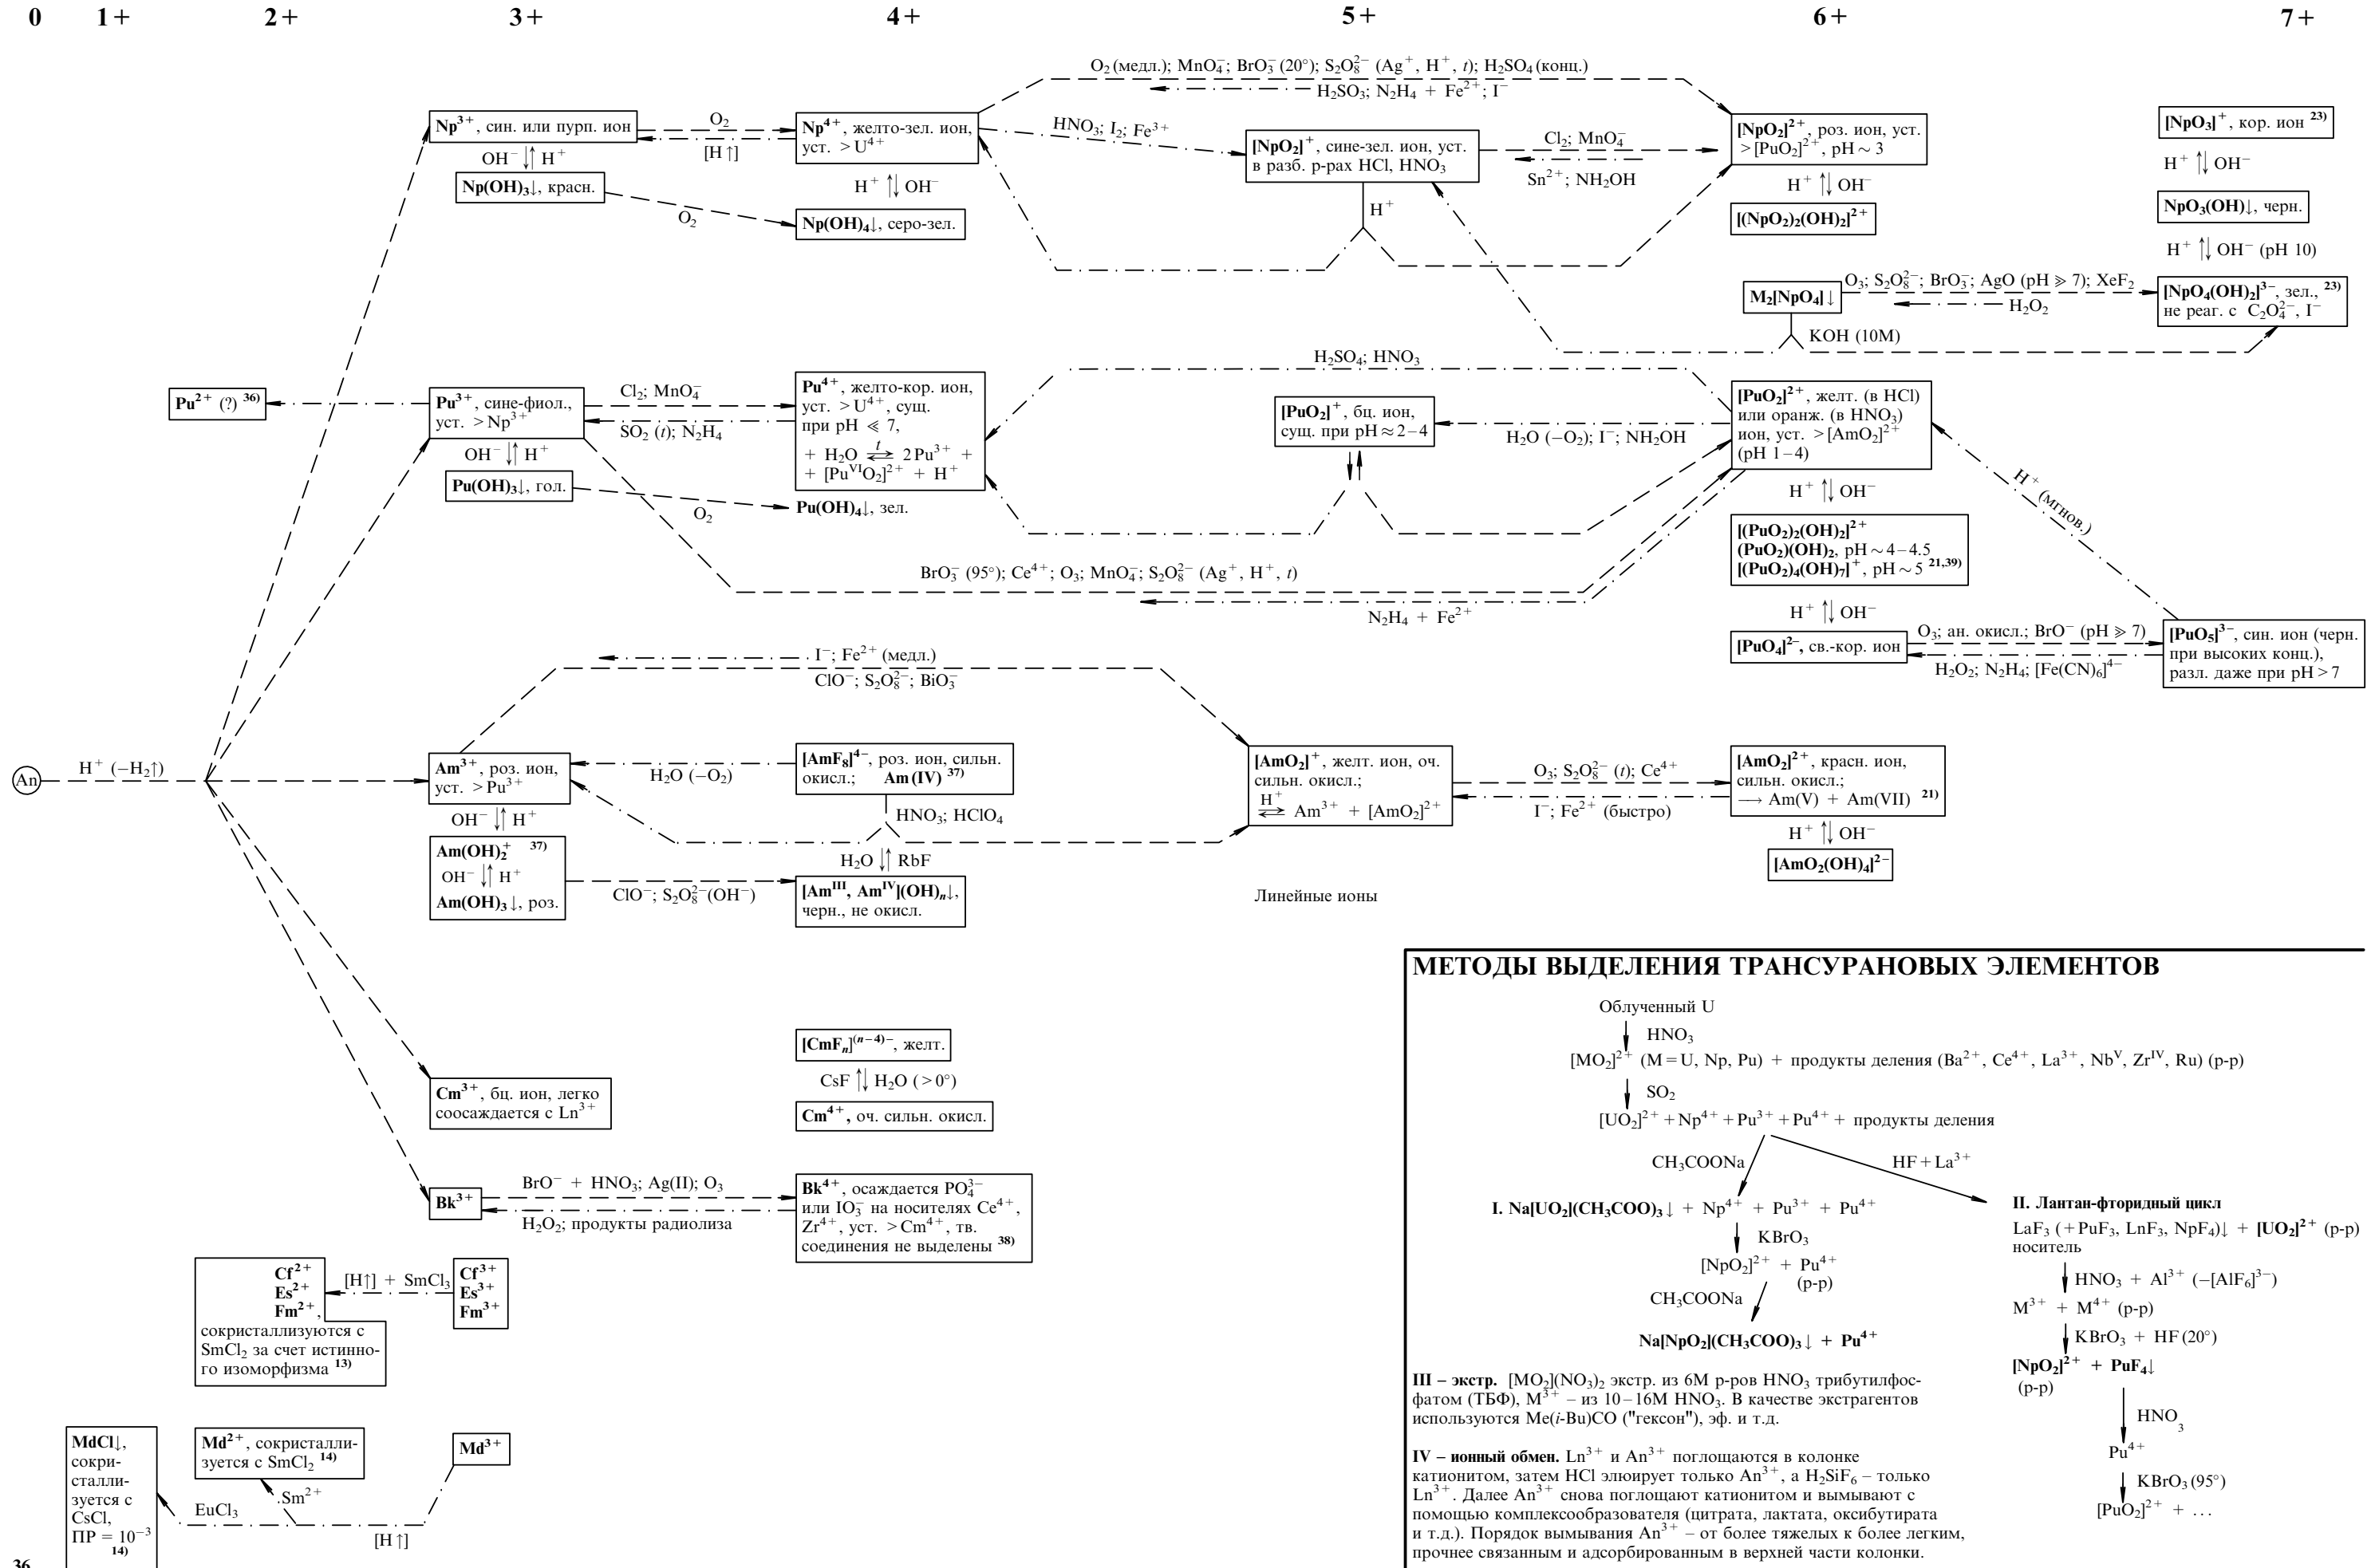 0 1+ 2+ 3+ 4+ 5+ 6+ 7+
O₂ (медл.); MnO₄⁻; BrO₃⁻ (20°); S₂O₈²⁻ (Ag⁺, H⁺, t); H₂SO₄ (конц.)
H₂SO₃; N₂H₄ + Fe²⁺; I⁻
Np³⁺, син. или пурп. ион
O₂
[H↑]
Np⁴⁺, желто-зел. ион,
уст. > U⁴⁺
HNO₃; I₂; Fe³⁺
[NpO₂]⁺, сине-зел. ион, уст.
в разб. р-рах HCl, HNO₃
Cl₂; MnO₄⁻
Sn²⁺; NH₂OH
[NpO₂]²⁺, роз. ион, уст.
> [PuO₂]²⁺, pH ~ 3
[NpO₃]⁺, кор. ион ²³⁾
OH⁻ ↓↑ H⁺
H⁺ ↑↓ OH⁻
H⁺ ↑↓ OH⁻
H⁺ ↑↓ OH⁻
Np(OH)₃↓, красн.
O₂
Np(OH)₄↓, серо-зел.
H⁺
[(NpO₂)₂(OH)₂]²⁺
NpO₃(OH)↓, черн.
H⁺ ↑↓ OH⁻ (pH 10)
M₂[NpO₄]↓
O₃; S₂O₈²⁻; BrO₃⁻; AgO (pH ⩾ 7); XeF₂
H₂O₂
[NpO₄(OH)₂]³⁻, зел., ²³⁾
не реаг. с C₂O₄²⁻, I⁻
KOH (10M)
H₂SO₄; HNO₃
Pu²⁺ (?) ³⁶⁾
Pu³⁺, сине-фиол.,
уст. > Np³⁺
Cl₂; MnO₄⁻
SO₂ (t); N₂H₄
Pu⁴⁺, желто-кор. ион,
уст. > U⁴⁺, сущ.
при pH ≪ 7,
+ H₂O ⇄ᵗ 2Pu³⁺ +
+ [PuⱽᴵO₂]²⁺ + H⁺
[PuO₂]⁺, бц. ион,
сущ. при pH ≈ 2–4
H₂O (–O₂); I⁻; NH₂OH
[PuO₂]²⁺, желт. (в HCl)
или оранж. (в HNO₃)
ион, уст. > [AmO₂]²⁺
(pH 1–4)
OH⁻ ↓↑ H⁺
Pu(OH)₃↓, гол.
O₂
Pu(OH)₄↓, зел.
H⁺ ↑↓ OH⁻
H⁺ (мгнов.)
[(PuO₂)₂(OH)₂]²⁺
(PuO₂)(OH)₂, pH ~ 4–4.5
[(PuO₂)₄(OH)₇]⁺, pH ~ 5 ²¹,³⁹⁾
BrO₃⁻ (95°); Ce⁴⁺; O₃; MnO₄⁻; S₂O₈²⁻ (Ag⁺, H⁺, t)
N₂H₄ + Fe²⁺
H⁺ ↑↓ OH⁻
[PuO₄]²⁻, св.-кор. ион
O₃; ан. окисл.; BrO⁻ (pH ⩾ 7)
H₂O₂; N₂H₄; [Fe(CN)₆]⁴⁻
[PuO₅]³⁻, син. ион (черн.
при высоких конц.),
разл. даже при pH > 7
I⁻; Fe²⁺ (медл.)
ClO⁻; S₂O₈²⁻; BiO₃⁻
An
H⁺ (–H₂↑)
Am³⁺, роз. ион,
уст. > Pu³⁺
H₂O (–O₂)
[AmF₈]⁴⁻, роз. ион, сильн.
окисл.; Am (IV) ³⁷⁾
HNO₃; HClO₄
[AmO₂]⁺, желт. ион, оч.
сильн. окисл.;
⇄ᴴ⁺ Am³⁺ + [AmO₂]²⁺
O₃; S₂O₈²⁻ (t); Ce⁴⁺
I⁻; Fe²⁺ (быстро)
[AmO₂]²⁺, красн. ион,
сильн. окисл.;
→ Am(V) + Am(VII) ²¹⁾
OH⁻ ↓↑ H⁺
Am(OH)₂⁺ ³⁷⁾
OH⁻ ↓↑ H⁺
Am(OH)₃↓, роз.
ClO⁻; S₂O₈²⁻(OH⁻)
H₂O ↓↑ RbF
[Amᴵᴵᴵ, Amᴵⱽ](OH)ₙ↓,
черн., не окисл.
H⁺ ↑↓ OH⁻
[AmO₂(OH)₄]²⁻
Линейные ионы
[CmFₙ]⁽ⁿ⁻⁴⁾⁻, желт.
CsF ↑↓ H₂O (> 0°)
Cm³⁺, бц. ион, легко
соосаждается с Ln³⁺
Cm⁴⁺, оч. сильн. окисл.
Bk³⁺
BrO⁻ + HNO₃; Ag(II); O₃
H₂O₂; продукты радиолиза
Bk⁴⁺, осаждается PO₄³⁻
или IO₃⁻ на носителях Ce⁴⁺,
Zr⁴⁺, уст. > Cm⁴⁺, тв.
соединения не выделены ³⁸⁾
Cf²⁺
Es²⁺
Fm²⁺,
сокристаллизуются с
SmCl₂ за счет истинно-
го изоморфизма ¹³⁾
[H↑] + SmCl₃
Cf³⁺
Es³⁺
Fm³⁺
MdCl↓,
сокри-
сталли-
зуется с
CsCl,
ПР = 10⁻³
¹⁴⁾
Md²⁺, сокристалли-
зуется с SmCl₂ ¹⁴⁾
Md³⁺
EuCl₃
Sm²⁺
[H↑]
36
МЕТОДЫ ВЫДЕЛЕНИЯ ТРАНСУРАНОВЫХ ЭЛЕМЕНТОВ
Облученный U
HNO₃
[MO₂]²⁺ (M = U, Np, Pu) + продукты деления (Ba²⁺, Ce⁴⁺, La³⁺, Nbⱽ, Zrᴵⱽ, Ru) (р-р)
SO₂
[UO₂]²⁺ + Np⁴⁺ + Pu³⁺ + Pu⁴⁺ + продукты деления
CH₃COONa
HF + La³⁺
I. Na[UO₂](CH₃COO)₃↓ + Np⁴⁺ + Pu³⁺ + Pu⁴⁺
KBrO₃
[NpO₂]²⁺ + Pu⁴⁺
(р-р)
CH₃COONa
Na[NpO₂](CH₃COO)₃↓ + Pu⁴⁺
II. Лантан-фторидный цикл
LaF₃ (+ PuF₃, LnF₃, NpF₄)↓ + [UO₂]²⁺ (р-р)
носитель
HNO₃ + Al³⁺ (–[AlF₆]³⁻)
M³⁺ + M⁴⁺ (р-р)
KBrO₃ + HF (20°)
[NpO₂]²⁺ + PuF₄↓
(р-р)
HNO₃
Pu⁴⁺
KBrO₃ (95°)
[PuO₂]²⁺ + ...
III – экстр. [MO₂](NO₃)₂ экстр. из 6M р-ров HNO₃ трибутилфос-
фатом (ТБФ), M³⁺ – из 10–16M HNO₃. В качестве экстрагентов
используются Me(i-Bu)CO ("гексон"), эф. и т.д.
IV – ионный обмен. Ln³⁺ и An³⁺ поглощаются в колонке
катионитом, затем HCl элюирует только An³⁺, а H₂SiF₆ – только
Ln³⁺. Далее An³⁺ снова поглощают катионитом и вымывают с
помощью комплексообразователя (цитрата, лактата, оксибутирата
и т.д.). Порядок вымывания An³⁺ – от более тяжелых к более легким,
прочнее связанным и адсорбированным в верхней части колонки.